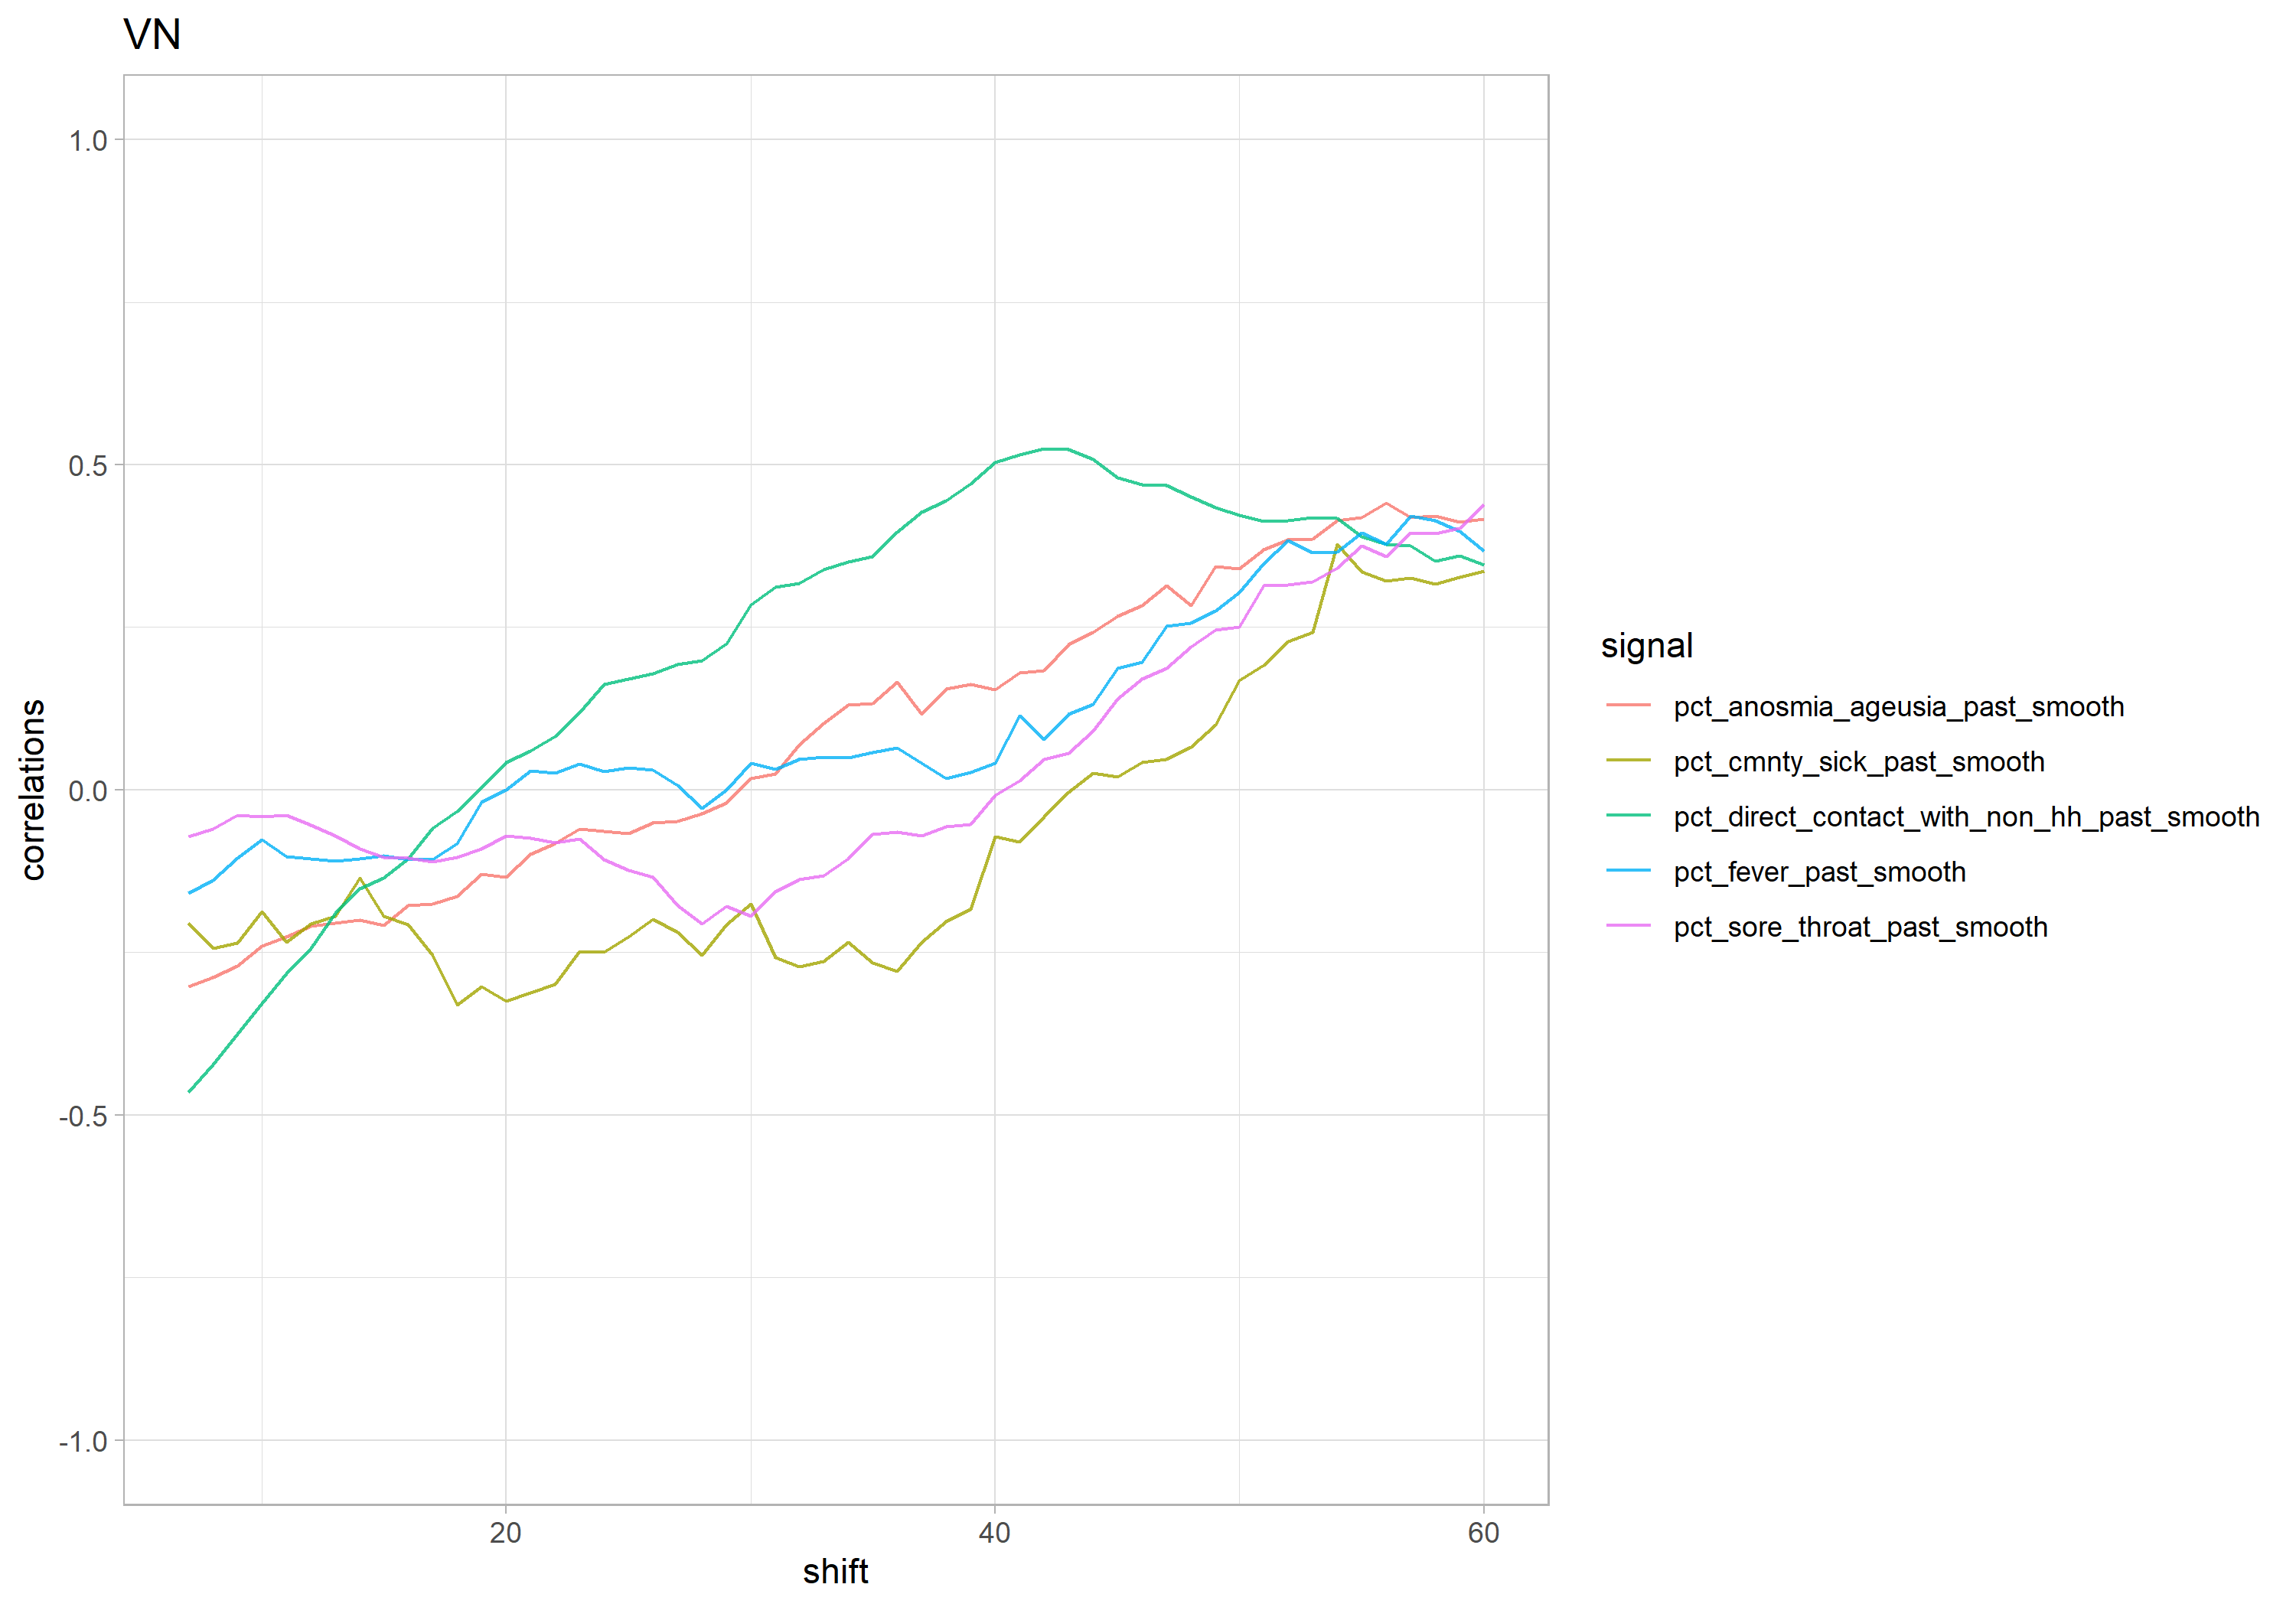 VN
1.0
0.5
0.0
-0.5
-1.0
correlations
20
40
60
shift
signal
pct_anosmia_ageusia_past_smooth
pct_cmnty_sick_past_smooth
pct_direct_contact_with_non_hh_past_smooth
pct_fever_past_smooth
pct_sore_throat_past_smooth